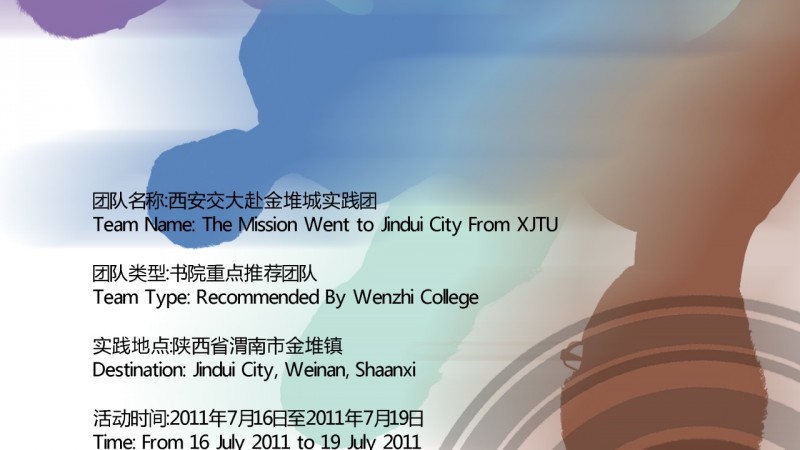 团队名称:西安交大赴金堆城实践团
Team Name: The Mission Went to Jindui City From XJTU
团队类型:书院重点推荐团队
Team Type: Recommended By Wenzhi College
实践地点:陕西省渭南市金堆镇
Destination: Jindui City, Weinan, Shaanxi
活动时间:2011年7月16日至2011年7月19日
Time: From 16 July 2011 to 19 July 2011